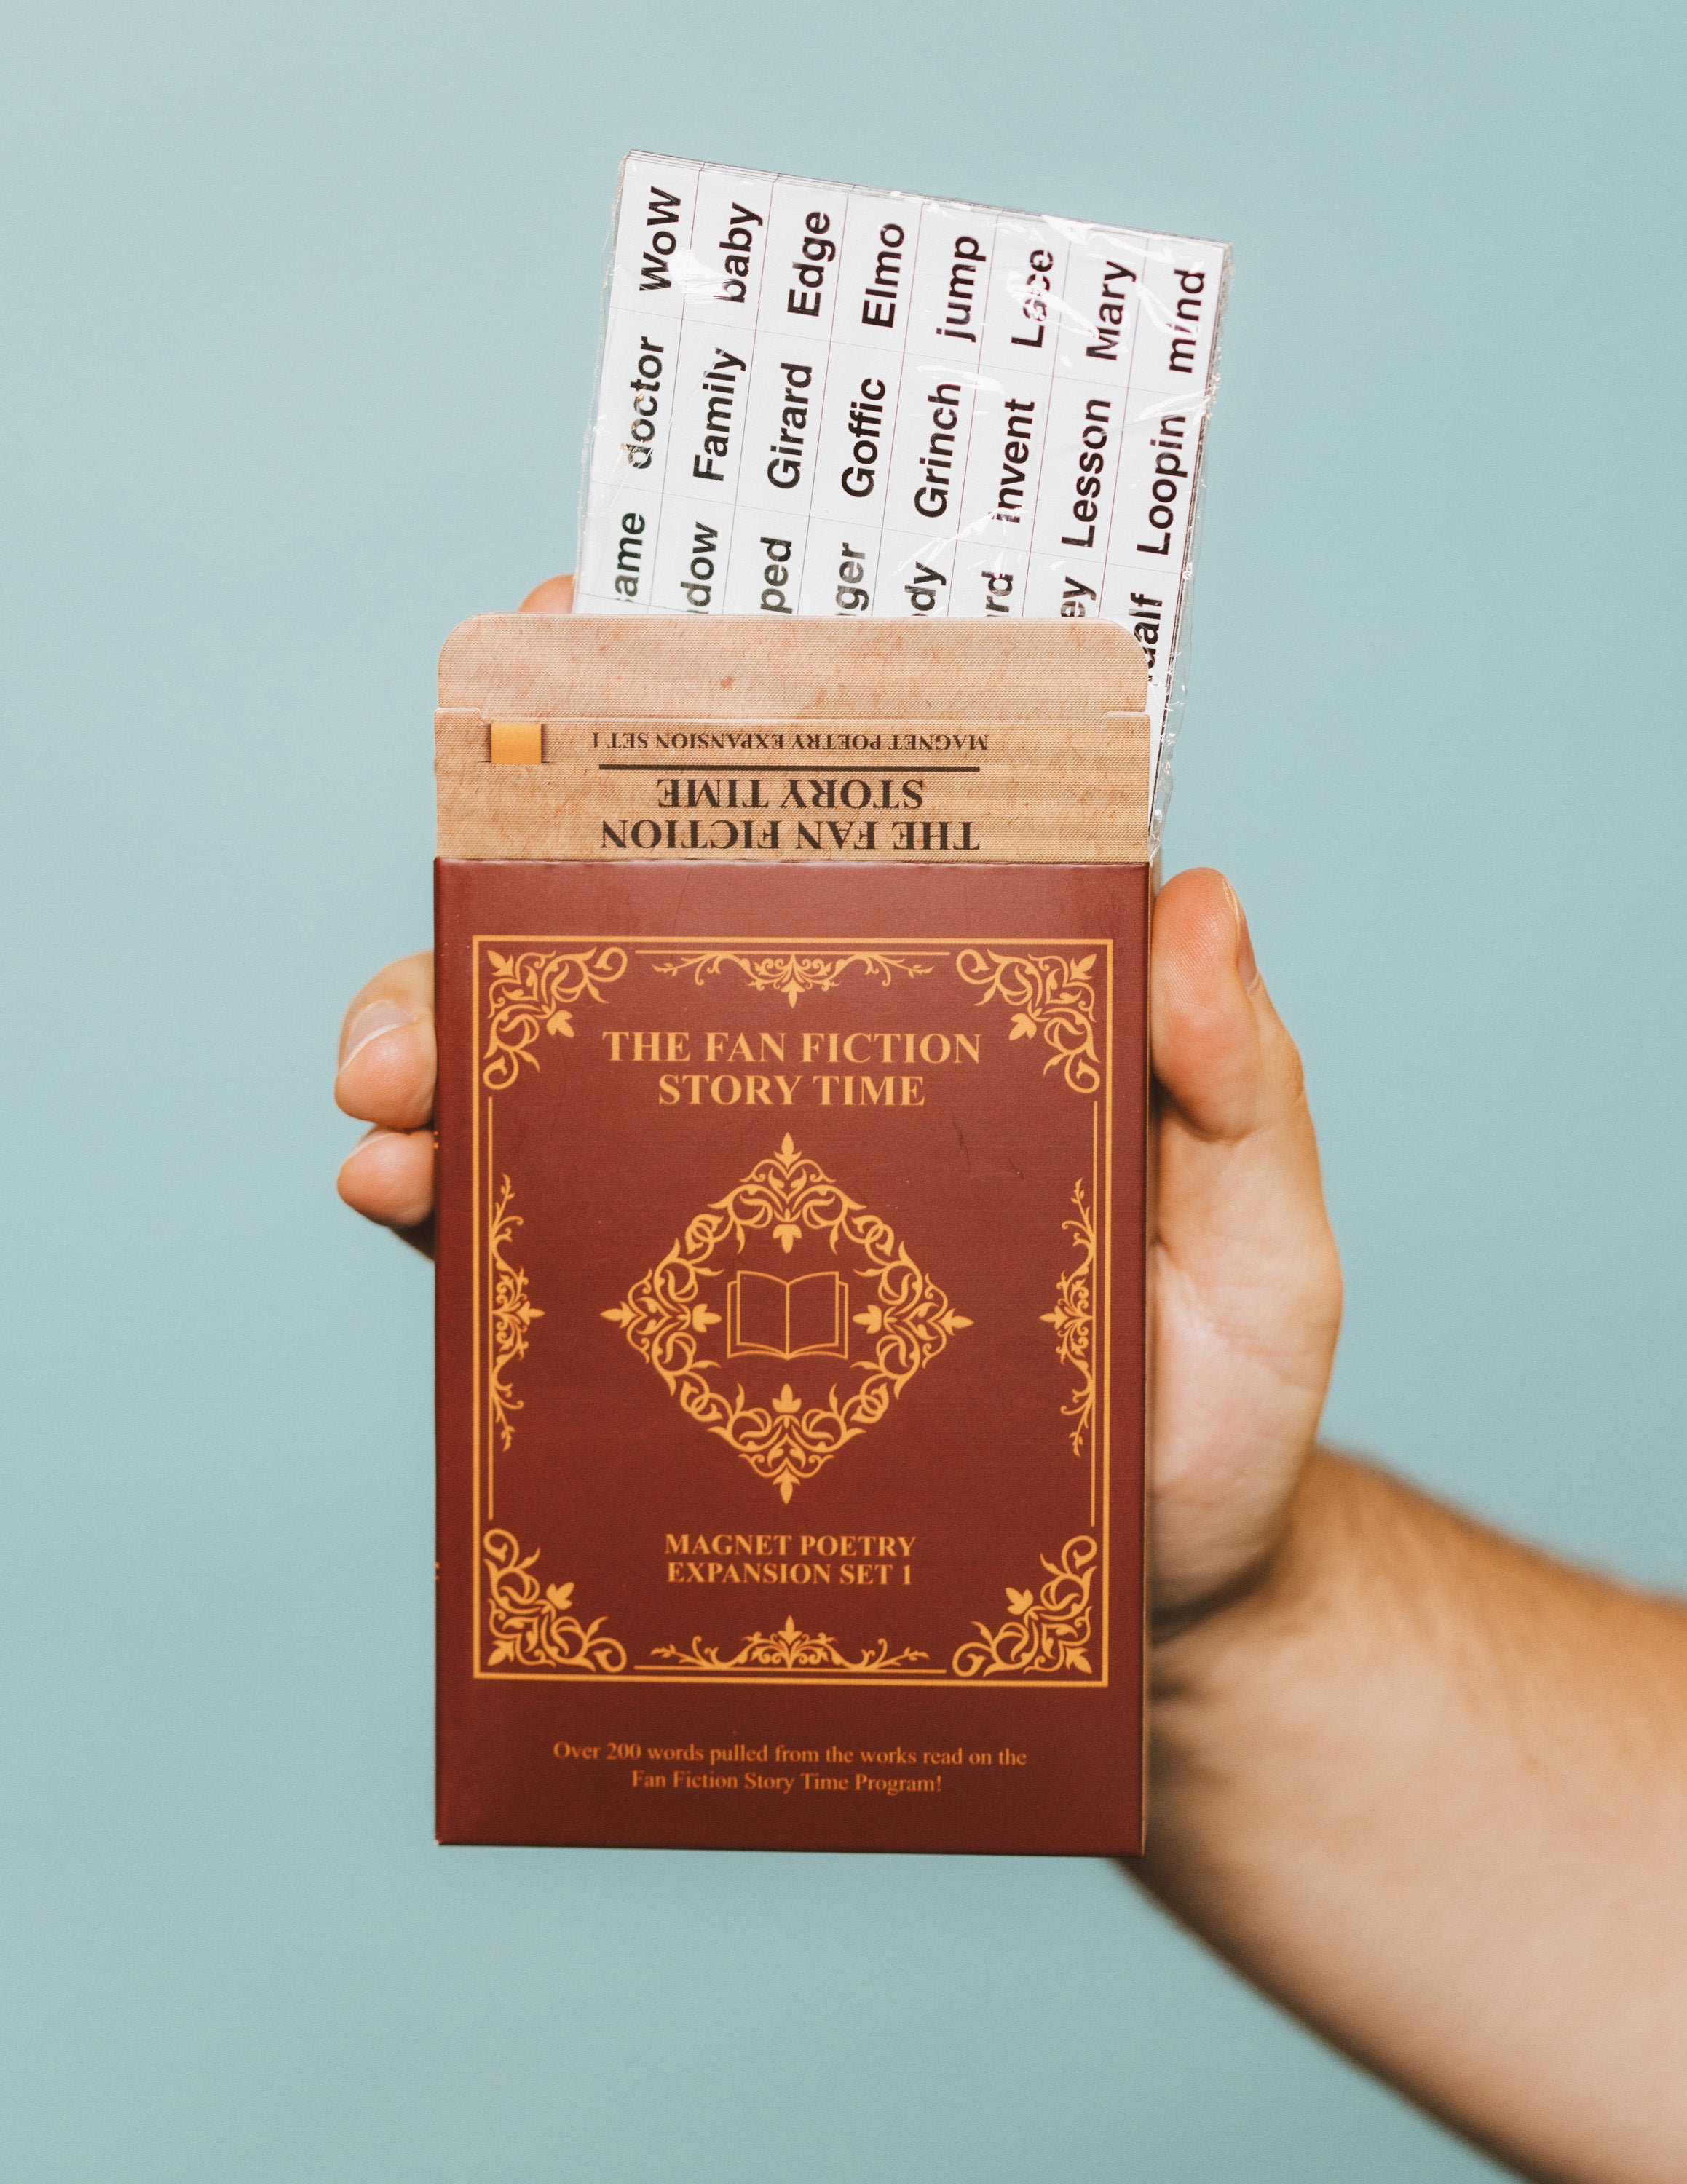 WoW
baby
Edge
Elmo
jump
Lace
Mary
mind
doctor
Family
Girard
Goffic
Grinch
Invent
Lesson
Loopin
MAGNET POETRY EXPANSION SET 1
THE FAN FICTION
STORY TIME
THE FAN FICTION
STORY TIME
MAGNET POETRY
EXPANSION SET 1
Over 200 words pulled from the works read on the
Fan Fiction Story Time Program!